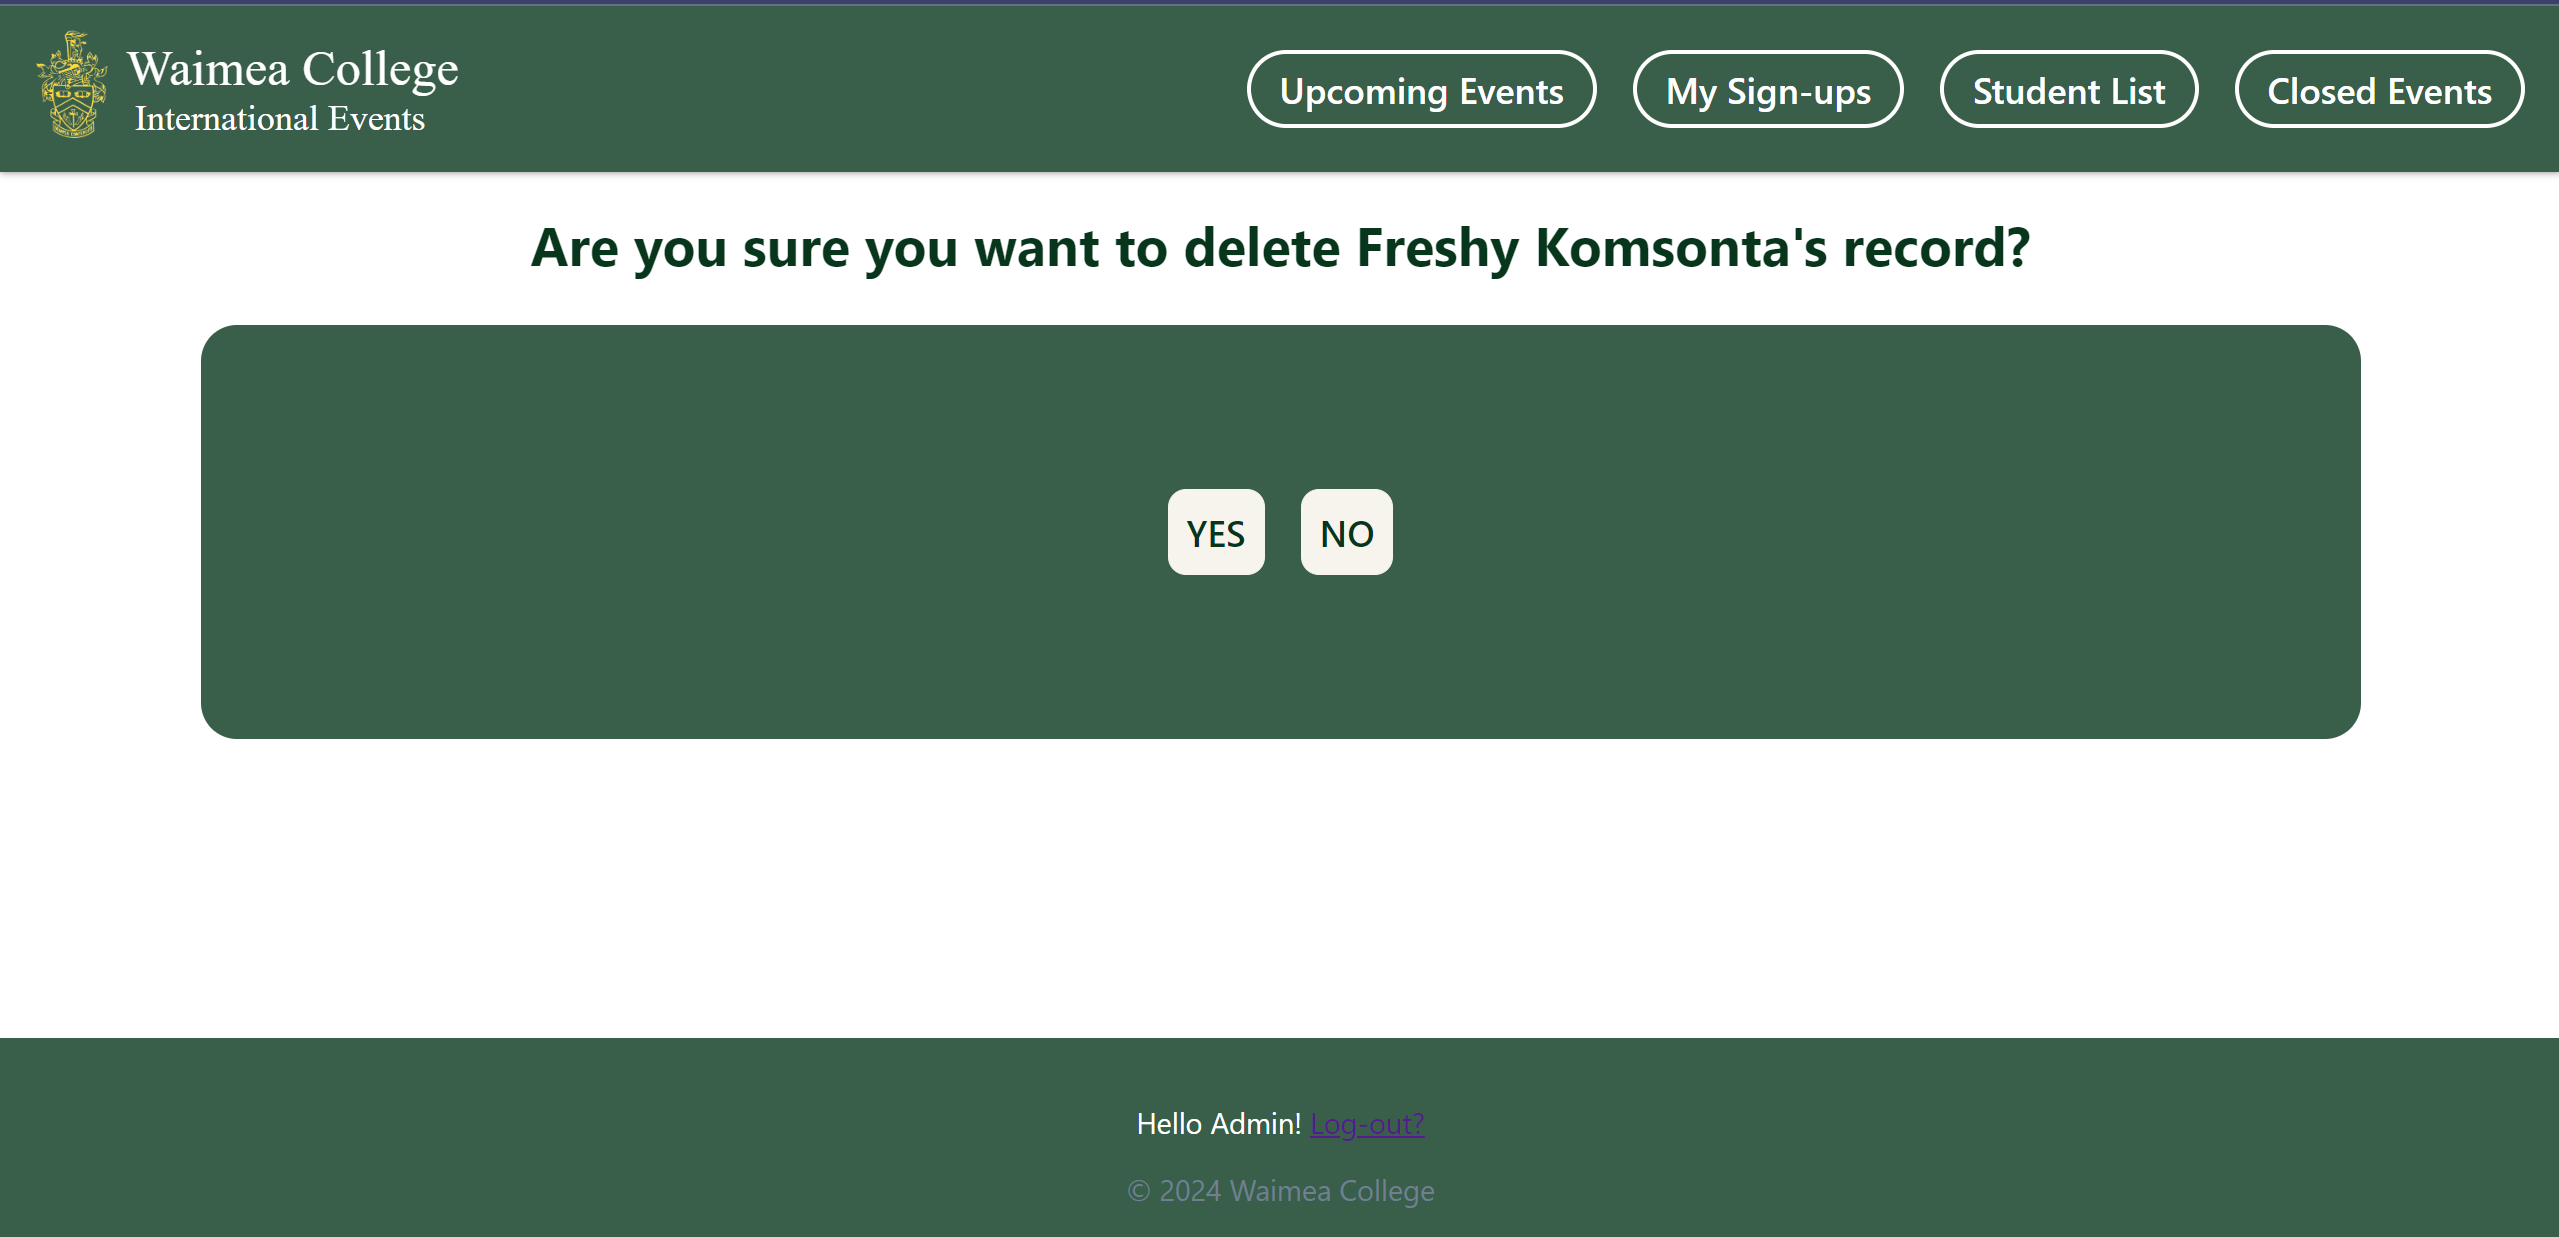 Waimea College
International Events
Upcoming Events
My Sign-ups
Student List
Closed Events
Are you sure you want to delete Freshy Komsonta's record?
YES
NO
Hello Admin! Log-out?
© 2024 Waimea College